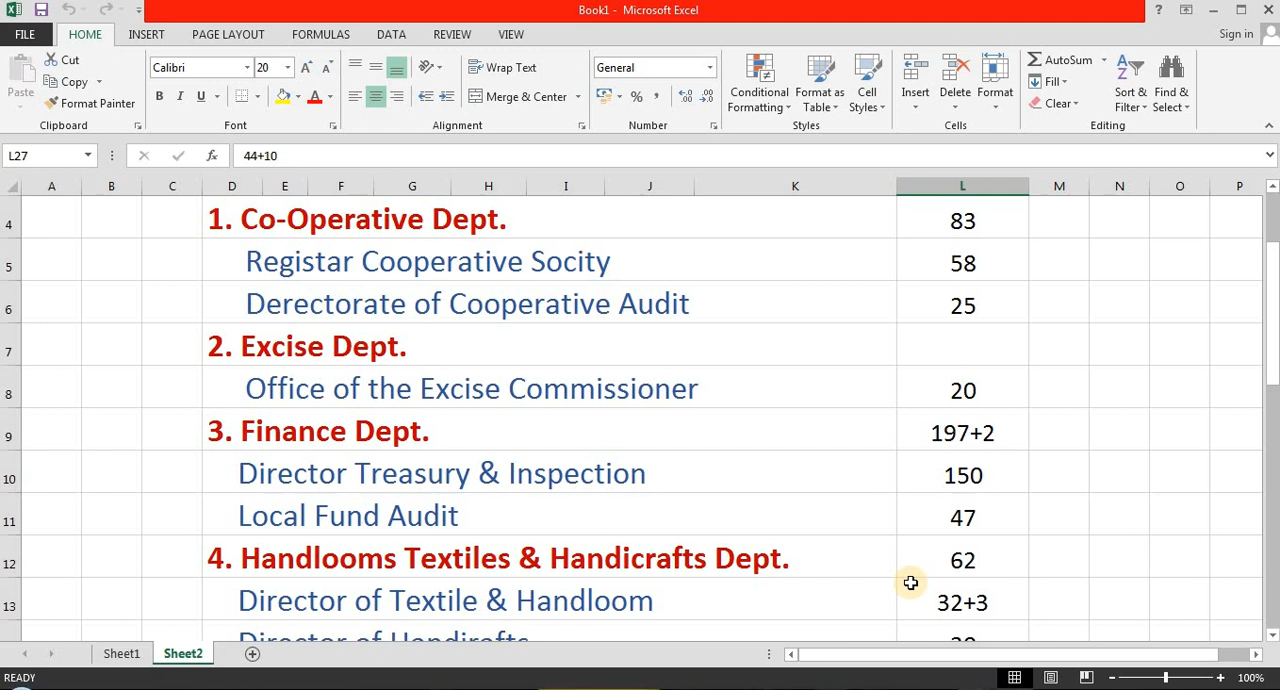 Book1 - Microsoft Excel
?
FILE HOME INSERT PAGE LAYOUT FORMULAS DATA REVIEW VIEW Sign in
Paste
Cut
Copy
Format Painter
Clipboard
Calibri 20 A A
B I U A
Font
Wrap Text
Merge & Center
Alignment
General
% ,
Number
Conditional Formatting
Format as Table
Cell Styles
Styles
Insert Delete Format
Cells
AutoSum
Fill
Clear
Sort & Filter
Find & Select
Editing
L27 fx 44+10
A B C D E F G H I J K L M N O P
4 1. Co-Operative Dept. 83
5 Registar Cooperative Socity 58
6 Derectorate of Cooperative Audit 25
7 2. Excise Dept.
8 Office of the Excise Commissioner 20
9 3. Finance Dept. 197+2
10 Director Treasury & Inspection 150
11 Local Fund Audit 47
12 4. Handlooms Textiles & Handicrafts Dept. 62
13 Director of Textile & Handloom 32+3
Director of Handirafts
Sheet1 Sheet2
READY 100%